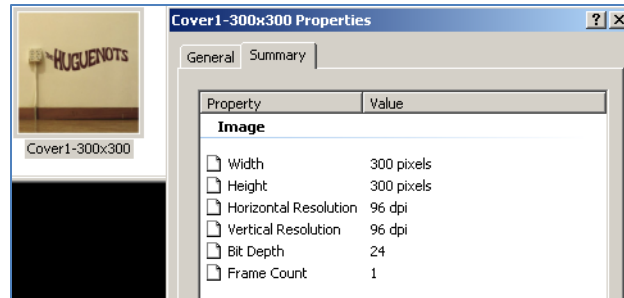 HUGUENOTS
Cover1-300x300
Cover1-300x300 Properties
? X
General Summary
Property Value
Image
Width 300 pixels
Height 300 pixels
Horizontal Resolution 96 dpi
Vertical Resolution 96 dpi
Bit Depth 24
Frame Count 1